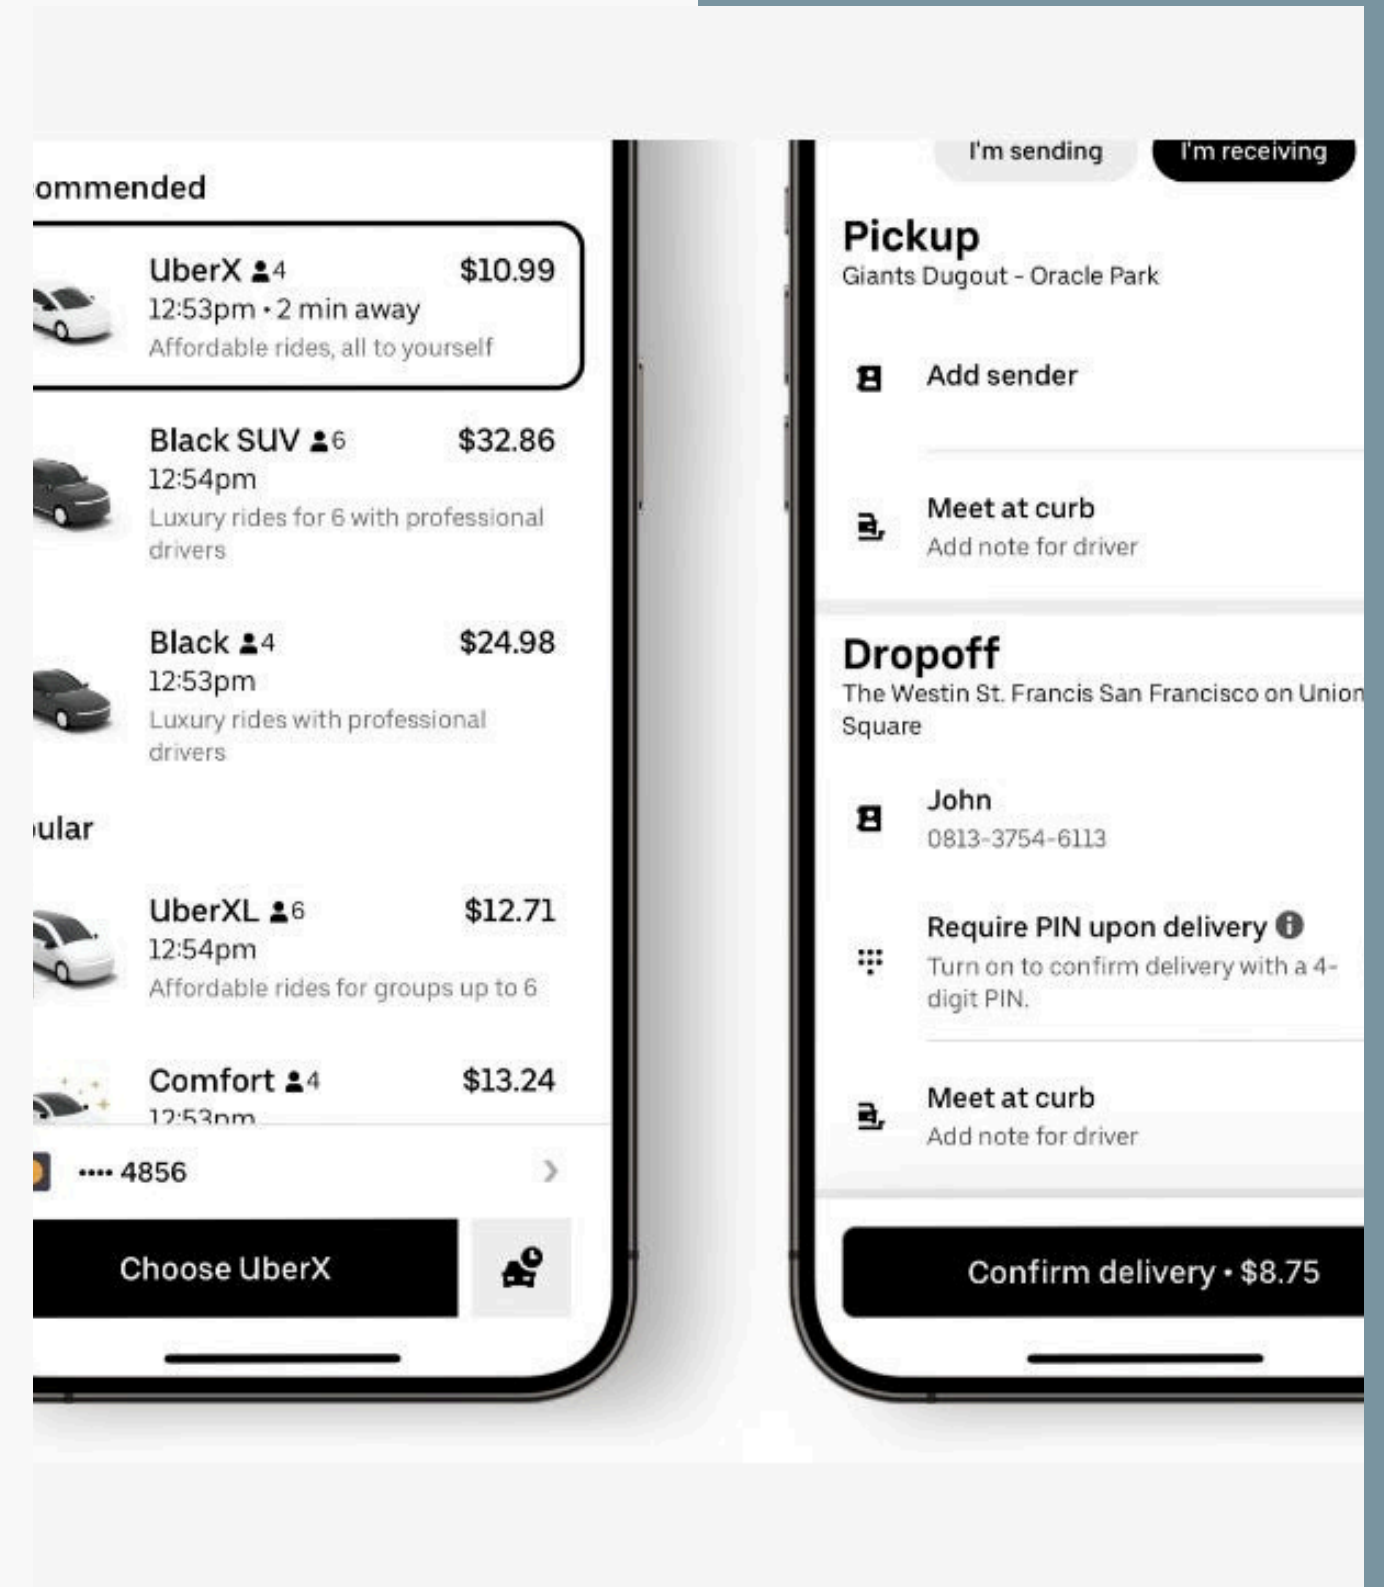 ommended
UberX 4
$10.99
12:53pm • 2 min away
Affordable rides, all to yourself
Black SUV 6
$32.86
12:54pm
Luxury rides for 6 with professional
drivers
Black 4
$24.98
12:53pm
Luxury rides with professional
drivers
ular
UberXL 6
$12.71
12:54pm
Affordable rides for groups up to 6
Comfort 4
$13.24
12:53pm
•••• 4856
Choose UberX
I'm sending
I'm receiving
Pickup
Giants Dugout - Oracle Park
Add sender
Meet at curb
Add note for driver
Dropoff
The Westin St. Francis San Francisco on Union
Square
John
0813-3754-6113
Require PIN upon delivery
Turn on to confirm delivery with a 4-
digit PIN.
Meet at curb
Add note for driver
Confirm delivery • $8.75